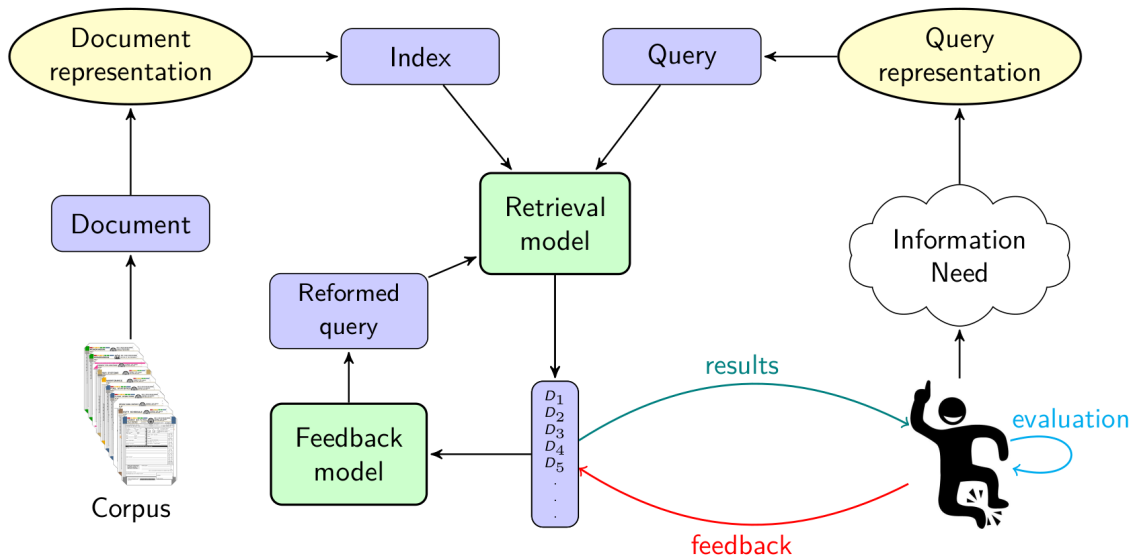 Document
representation
Index
Query
Query
representation
Document
Retrieval
model
Information
Need
Reformed
query
results
D1
D2
D3
D4
D5
.
.
.
evaluation
Feedback
model
Corpus
feedback